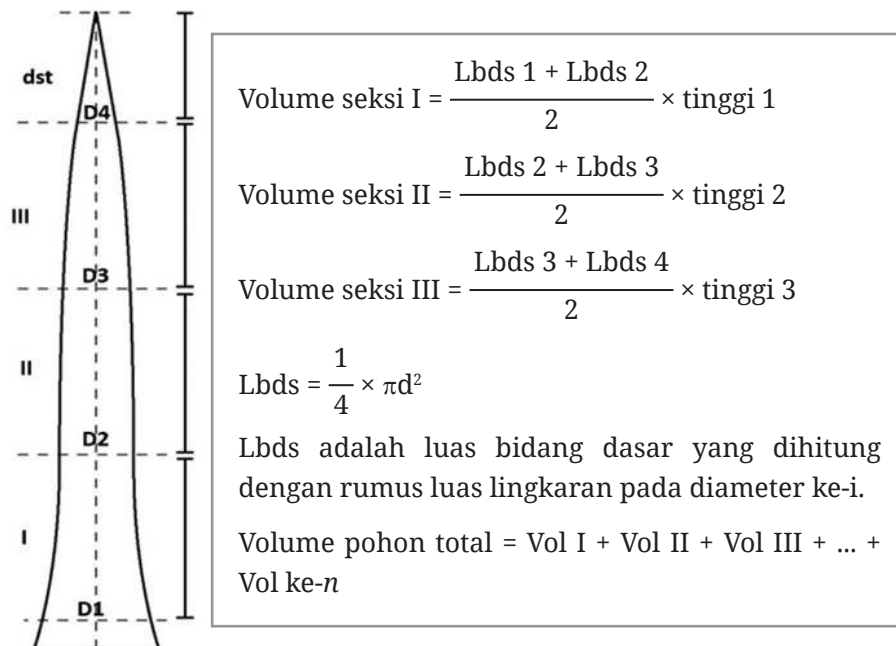 dst
D4
III
D3
II
D2
I
D1
Volume seksi I = Lbds 1 + Lbds 2 / 2 × tinggi 1
Volume seksi II = Lbds 2 + Lbds 3 / 2 × tinggi 2
Volume seksi III = Lbds 3 + Lbds 4 / 2 × tinggi 3
Lbds = 1/4 × πd²
Lbds adalah luas bidang dasar yang dihitung
dengan rumus luas lingkaran pada diameter ke-i.
Volume pohon total = Vol I + Vol II + Vol III + ... +
Vol ke-n